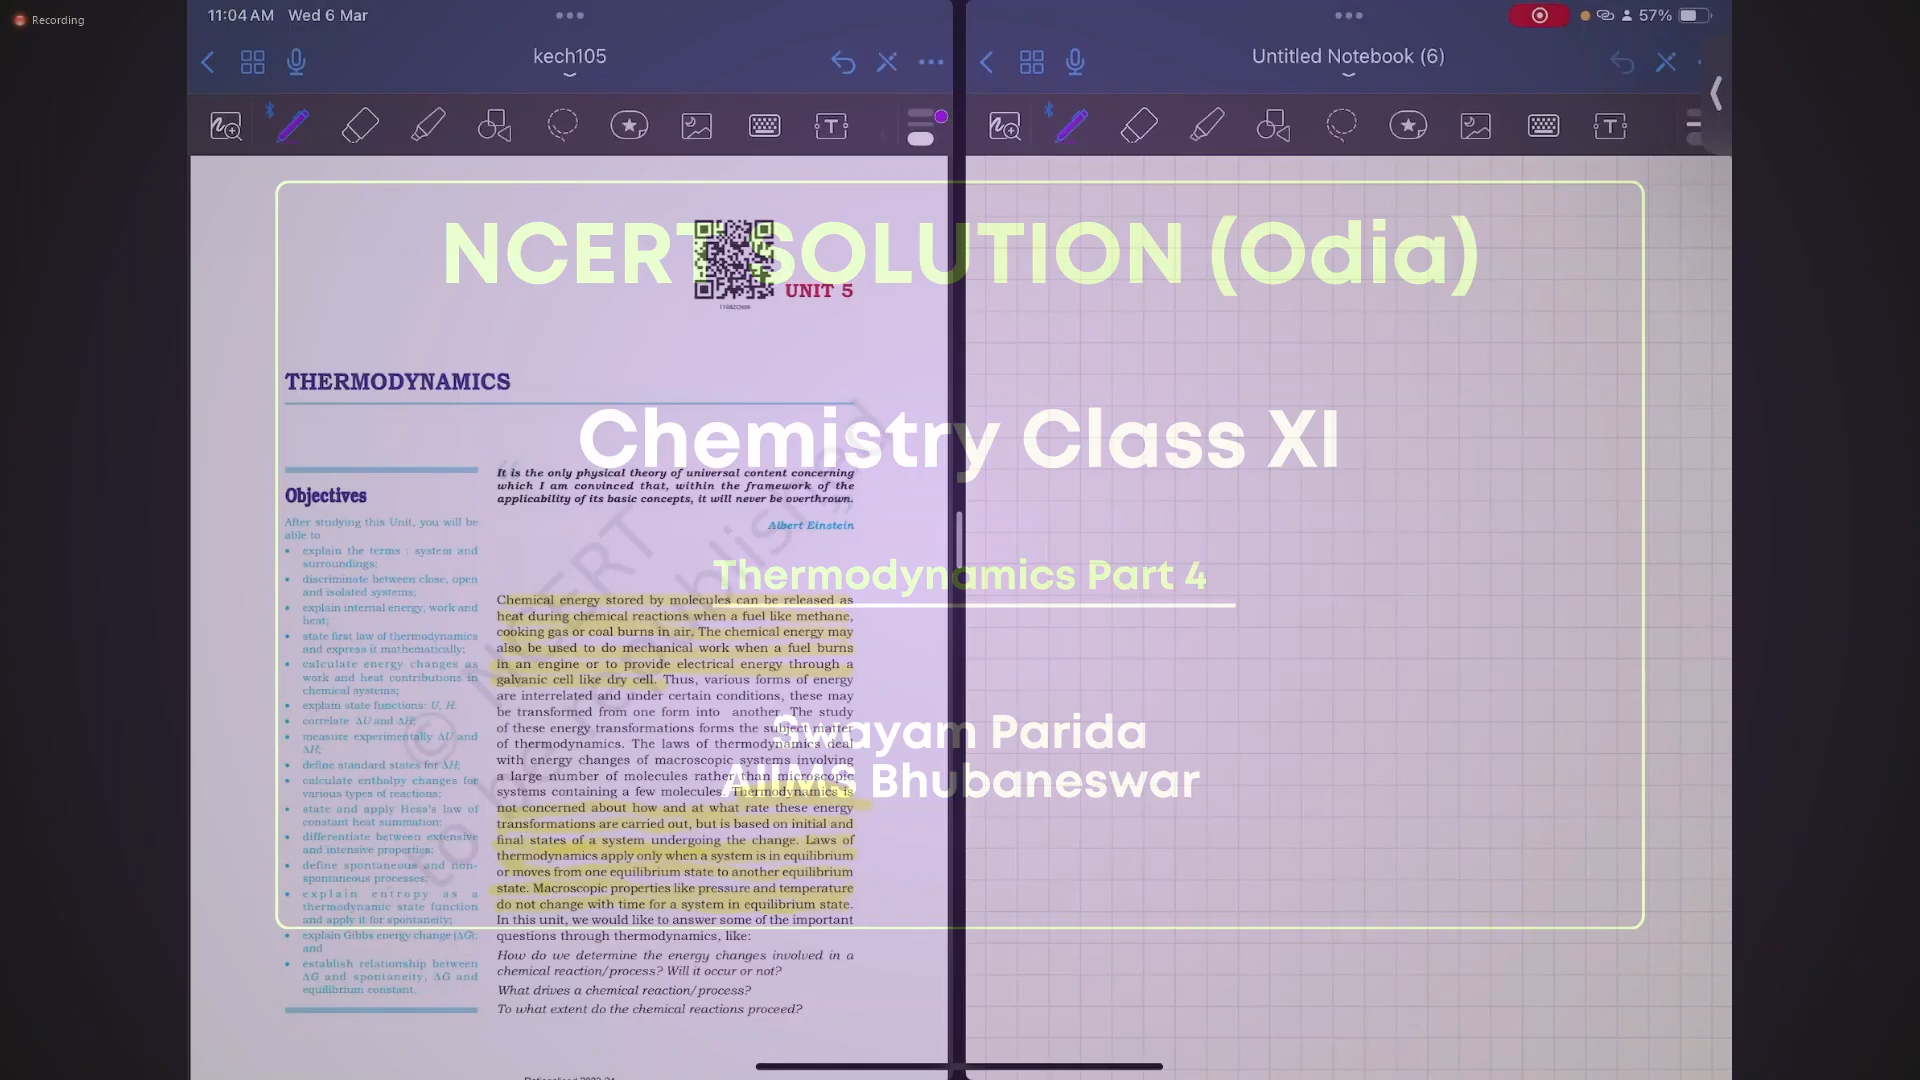 Recording
11:04 AM Wed 6 Mar
57%
kech105
Untitled Notebook (6)
NCERT SOLUTION (Odia)
UNIT 5
THERMODYNAMICS
Chemistry Class XI
It is the only physical theory of universal content concerning
which I am convinced that, within the framework of the
applicability of its basic concepts, it will never be overthrown.
Albert Einstein
Objectives
After studying this Unit, you will be
able to
• explain the terms : system and
surroundings;
• discriminate between close, open
and isolated systems;
• explain internal energy, work and
heat;
• state first law of thermodynamics
and express it mathematically;
• calculate energy changes as
work and heat contributions in
chemical systems;
• explain state functions: U, H.
• correlate ΔU and ΔH;
• measure experimentally ΔU and
ΔH;
• define standard states for ΔH;
• calculate enthalpy changes for
various types of reactions;
• state and apply Hess's law of
constant heat summation;
• differentiate between extensive
and intensive properties;
• define spontaneous and non-
spontaneous processes;
• explain entropy as a
thermodynamic state function
and apply it for spontaneity;
• explain Gibbs energy change (ΔG);
and
• establish relationship between
ΔG and spontaneity, ΔG and
equilibrium constant.
Thermodynamics Part 4
Swayam Parida
AIIMS Bhubaneswar
Chemical energy stored by molecules can be released as
heat during chemical reactions when a fuel like methane,
cooking gas or coal burns in air. The chemical energy may
also be used to do mechanical work when a fuel burns
in an engine or to provide electrical energy through a
galvanic cell like dry cell. Thus, various forms of energy
are interrelated and under certain conditions, these may
be transformed from one form into another. The study
of these energy transformations forms the subject matter
of thermodynamics. The laws of thermodynamics deal
with energy changes of macroscopic systems involving
a large number of molecules rather than microscopic
systems containing a few molecules. Thermodynamics is
not concerned about how and at what rate these energy
transformations are carried out, but is based on initial and
final states of a system undergoing the change. Laws of
thermodynamics apply only when a system is in equilibrium
or moves from one equilibrium state to another equilibrium
state. Macroscopic properties like pressure and temperature
do not change with time for a system in equilibrium state.
In this unit, we would like to answer some of the important
questions through thermodynamics, like:
How do we determine the energy changes involved in a
chemical reaction/process? Will it occur or not?
What drives a chemical reaction/process?
To what extent do the chemical reactions proceed?